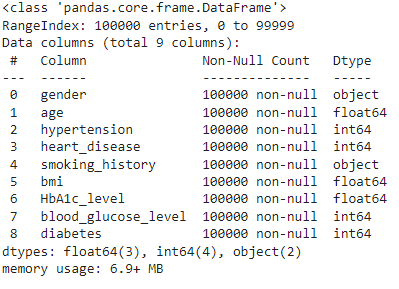 <class 'pandas.core.frame.DataFrame'>
RangeIndex: 100000 entries, 0 to 99999
Data columns (total 9 columns):
 #   Column               Non-Null Count   Dtype
---  ------               --------------   -----
 0   gender               100000 non-null  object
 1   age                  100000 non-null  float64
 2   hypertension         100000 non-null  int64
 3   heart_disease        100000 non-null  int64
 4   smoking_history      100000 non-null  object
 5   bmi                  100000 non-null  float64
 6   HbA1c_level          100000 non-null  float64
 7   blood_glucose_level  100000 non-null  int64
 8   diabetes             100000 non-null  int64
dtypes: float64(3), int64(4), object(2)
memory usage: 6.9+ MB